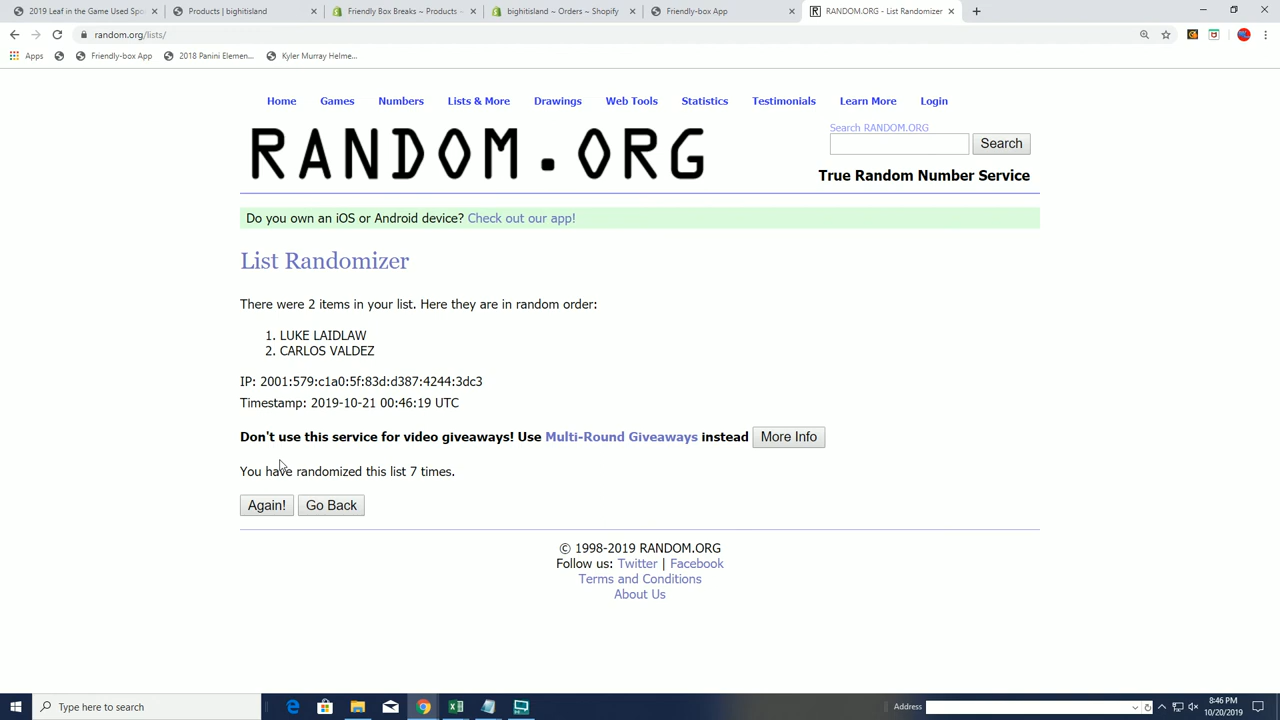 2019 Leaf in the Game Used Spo
Products | bighitisland
Friendly Box Breaks ~ Products ~
bighitisland ~ Orders ~ Shopify
Friendly-box App
RANDOM.ORG - List Randomizer
random.org/lists/
Apps
Friendly-box App
2018 Panini Elemen...
Kyler Murray Helme...
Home Games Numbers Lists & More Drawings Web Tools Statistics Testimonials Learn More Login
RANDOM.ORG
Search RANDOM.ORG
Search
True Random Number Service
Do you own an iOS or Android device? Check out our app!
List Randomizer
There were 2 items in your list. Here they are in random order:
1. LUKE LAIDLAW
2. CARLOS VALDEZ
IP: 2001:579:c1a0:5f:83d:d387:4244:3dc3
Timestamp: 2019-10-21 00:46:19 UTC
Don't use this service for video giveaways! Use Multi-Round Giveaways instead More Info
You have randomized this list 7 times.
Again! Go Back
© 1998-2019 RANDOM.ORG
Follow us: Twitter | Facebook
Terms and Conditions
About Us
Type here to search
Address
8:46 PM
10/20/2019